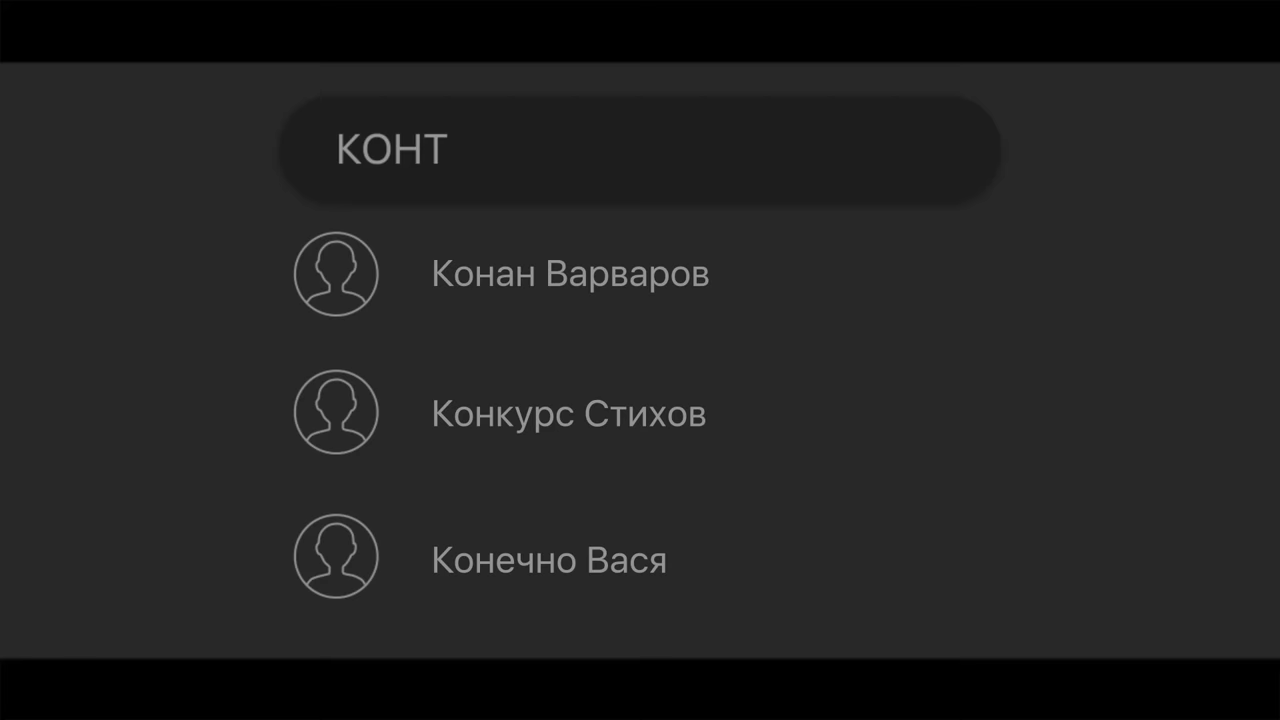 КОНТ
Конан Варваров
Конкурс Стихов
Конечно Вася